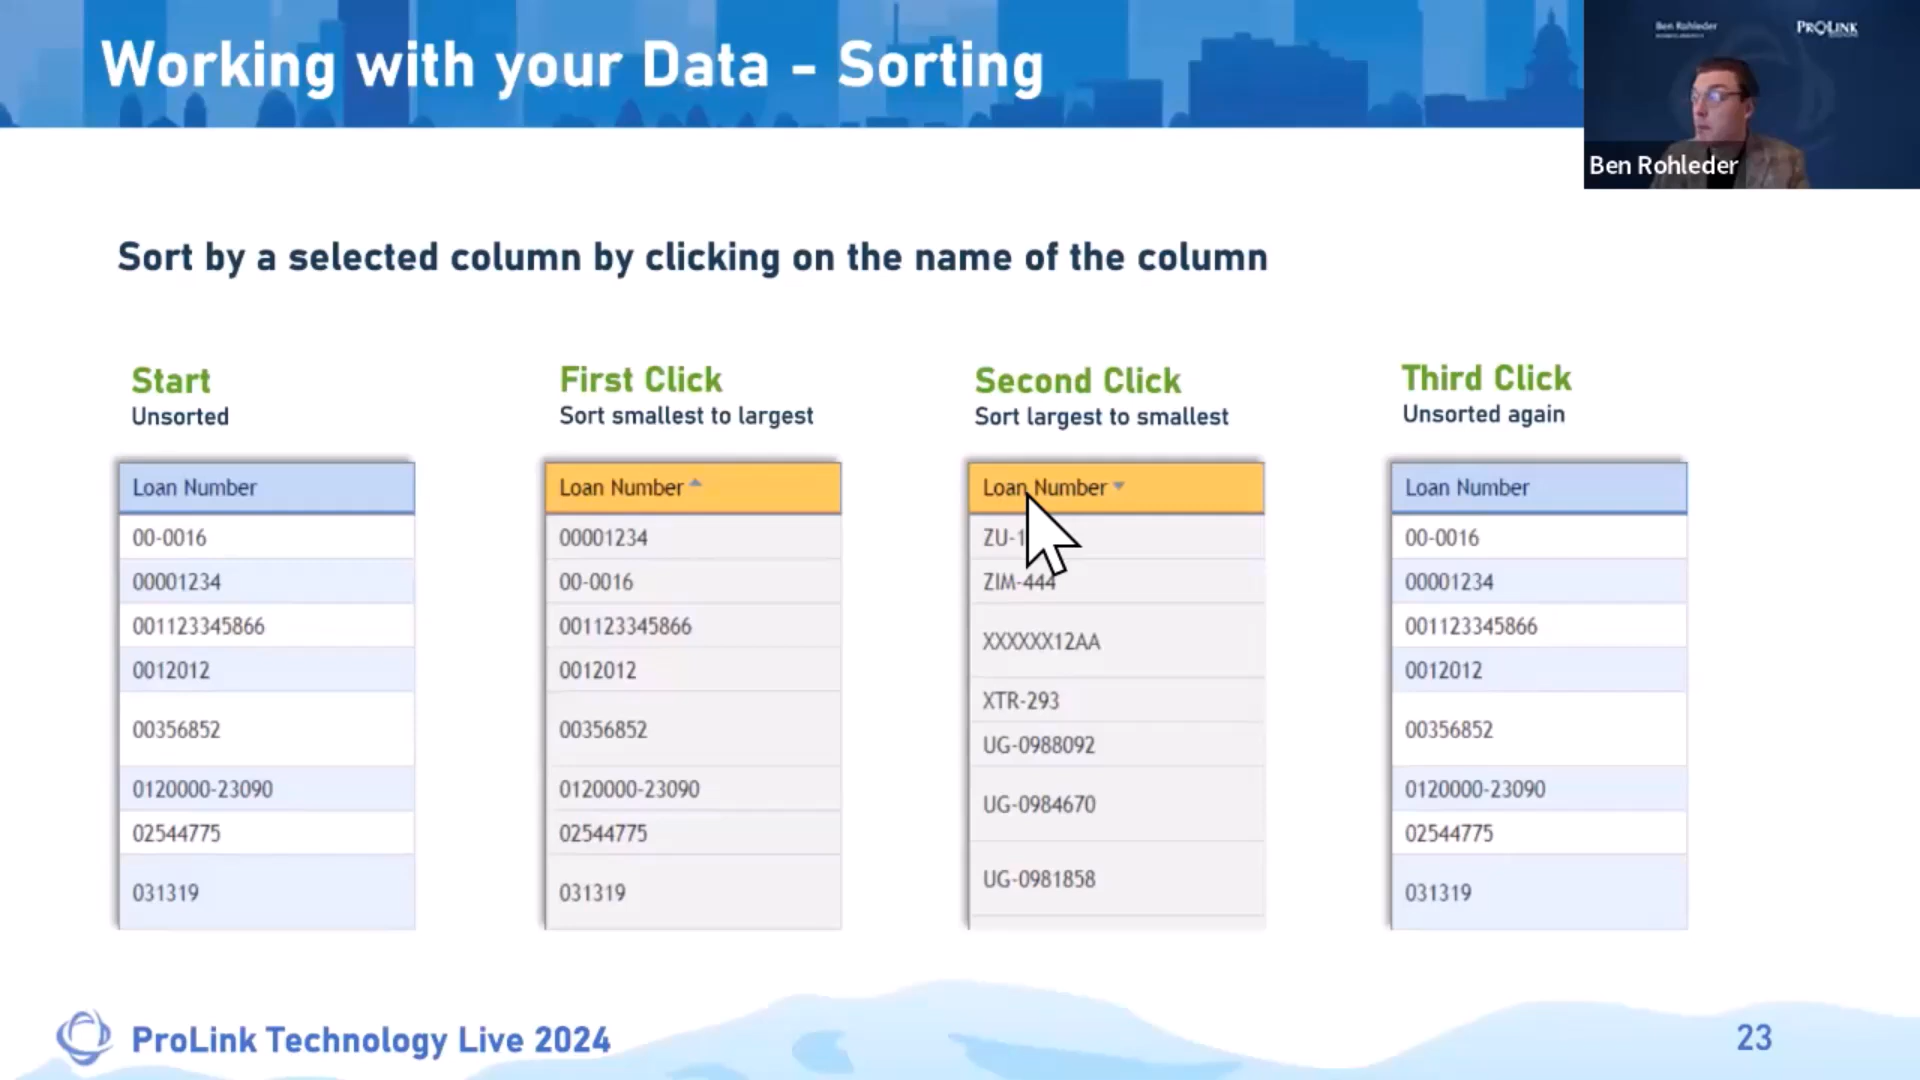 Working with your Data - Sorting
Ben Rohleder
PROLINK
Ben Rohleder
Sort by a selected column by clicking on the name of the column
Start
Unsorted
Loan Number
00-0016
00001234
001123345866
0012012
00356852
0120000-23090
02544775
031319
First Click
Sort smallest to largest
Loan Number
00001234
00-0016
001123345866
0012012
00356852
0120000-23090
02544775
031319
Second Click
Sort largest to smallest
Loan Number
ZU-1
ZIM-444
XXXXXX12AA
XTR-293
UG-0988092
UG-0984670
UG-0981858
Third Click
Unsorted again
Loan Number
00-0016
00001234
001123345866
0012012
00356852
0120000-23090
02544775
031319
ProLink Technology Live 2024
23